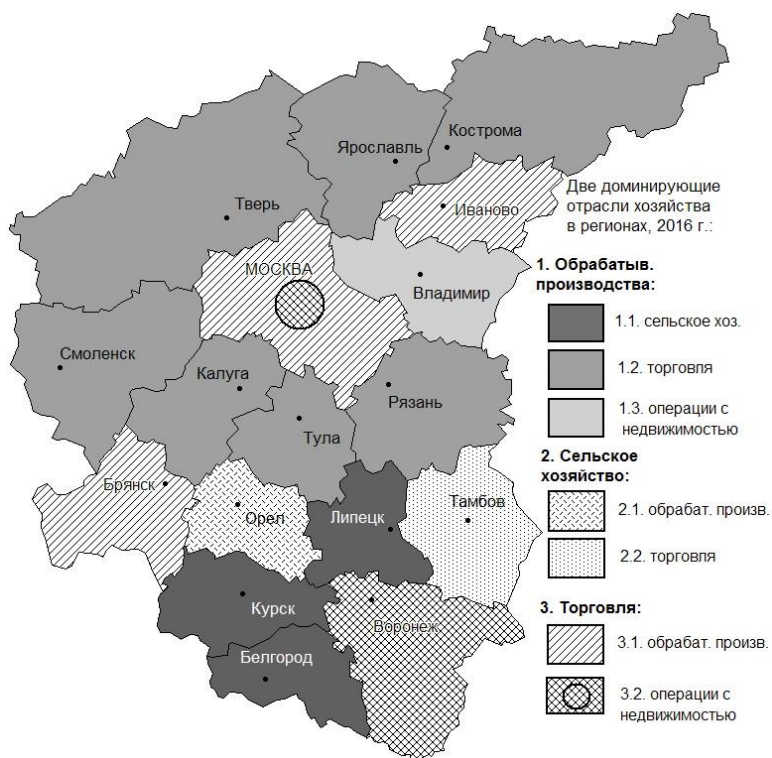 Ярославль
Кострома
Тверь
Иваново
МОСКВА
Владимир
Смоленск
Калуга
Рязань
Тула
Брянск
Орел
Липецк
Тамбов
Курск
Воронеж
Белгород
Две доминирующие
отрасли хозяйства
в регионах, 2016 г.:
1. Обрабатыв.
производства:
1.1. сельское хоз.
1.2. торговля
1.3. операции с
недвижимостью
2. Сельское
хозяйство:
2.1. обрабат. произв.
2.2. торговля
3. Торговля:
3.1. обрабат. произв.
3.2. операции с
недвижимостью